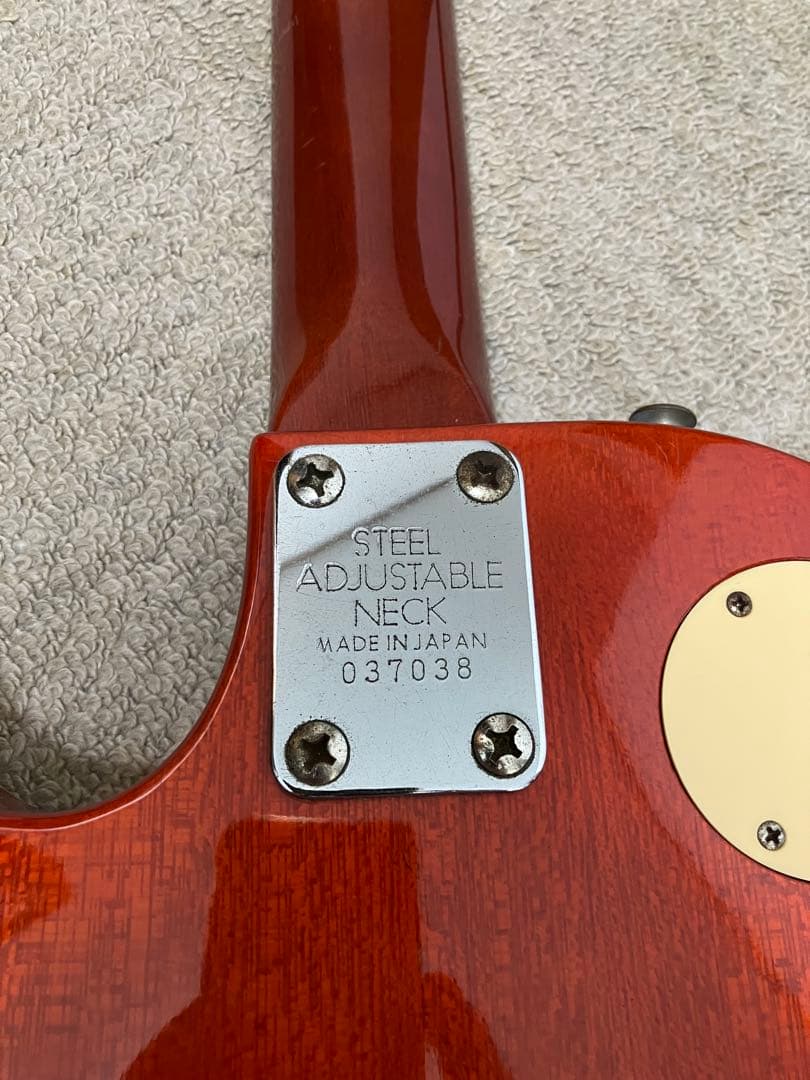 STEEL
ADJUSTABLE
NECK
MADE IN JAPAN
037038